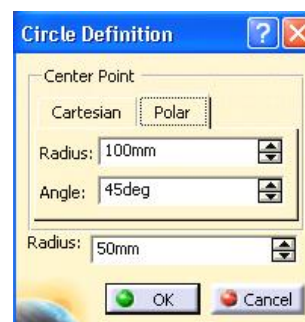 Circle Definition ? X
Center Point
Cartesian Polar
Radius: 100mm
Angle: 45deg
Radius: 50mm
OK Cancel